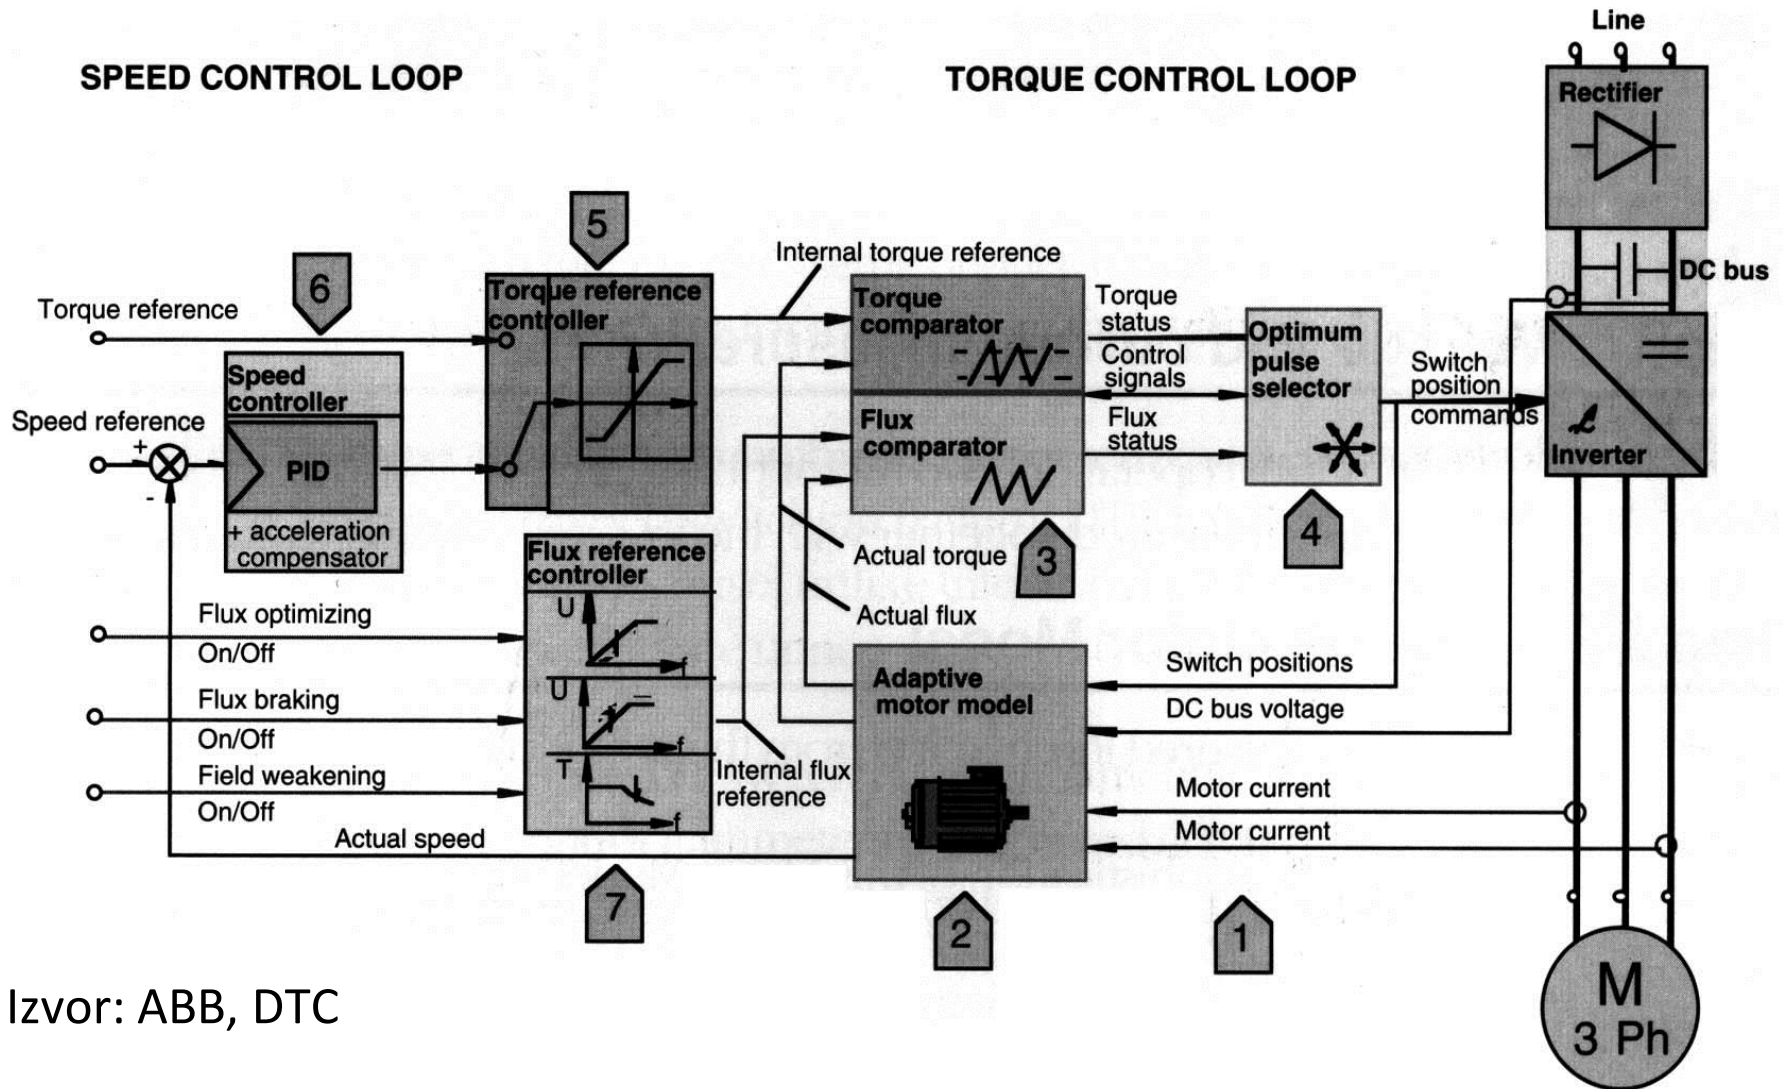 Line
SPEED CONTROL LOOP
TORQUE CONTROL LOOP
Rectifier
DC bus
5
6
Internal torque reference
Torque reference
Torque reference
controller
Torque
comparator
Torque
status
Control
signals
Flux
status
Optimum
pulse
selector
Switch
position
commands
Inverter
Speed
controller
Speed reference
+
-
PID
+ acceleration
compensator
Flux
comparator
3
4
Actual torque
Actual flux
Flux reference
controller
U
f
U
f
T
f
Flux optimizing
On/Off
Flux braking
On/Off
Field weakening
On/Off
Internal flux
reference
Actual speed
Adaptive
motor model
Switch positions
DC bus voltage
Motor current
Motor current
7
2
1
M
3 Ph
Izvor: ABB, DTC